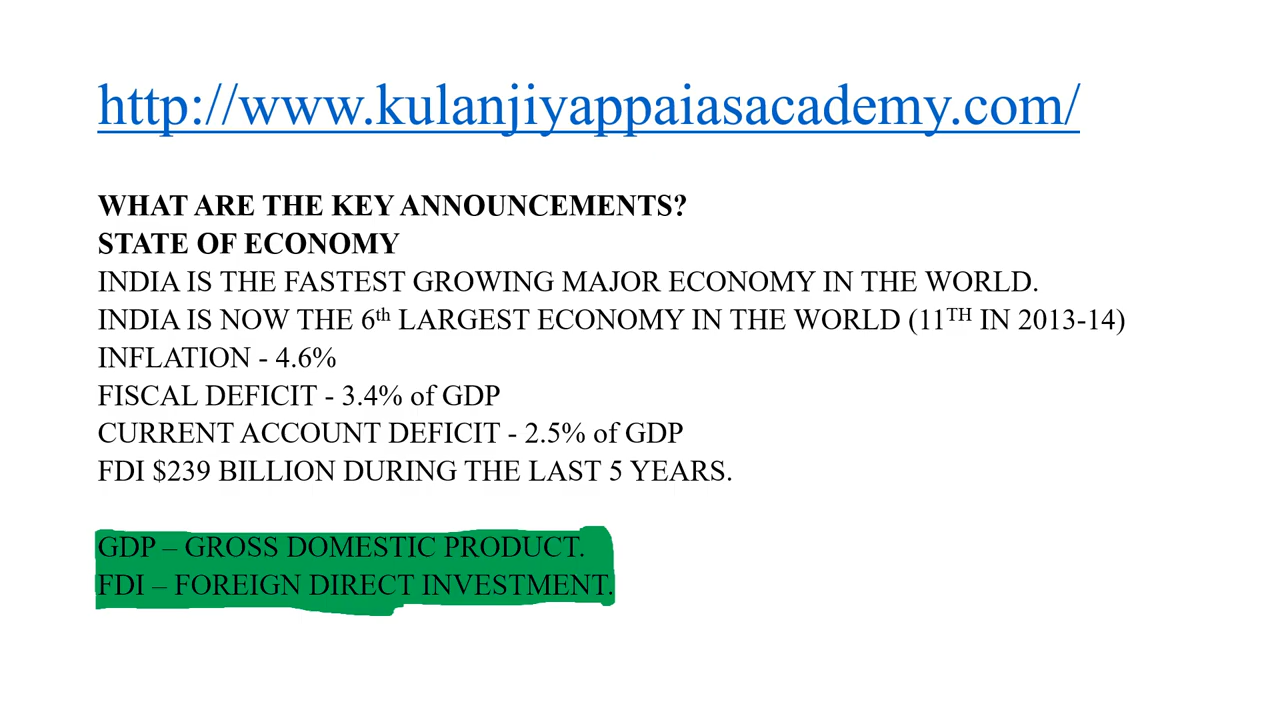 http://www.kulanjiyappaiasacademy.com/
WHAT ARE THE KEY ANNOUNCEMENTS?
STATE OF ECONOMY
INDIA IS THE FASTEST GROWING MAJOR ECONOMY IN THE WORLD.
INDIA IS NOW THE 6th LARGEST ECONOMY IN THE WORLD (11TH IN 2013-14)
INFLATION - 4.6%
FISCAL DEFICIT - 3.4% of GDP
CURRENT ACCOUNT DEFICIT - 2.5% of GDP
FDI $239 BILLION DURING THE LAST 5 YEARS.
GDP – GROSS DOMESTIC PRODUCT.
FDI – FOREIGN DIRECT INVESTMENT.